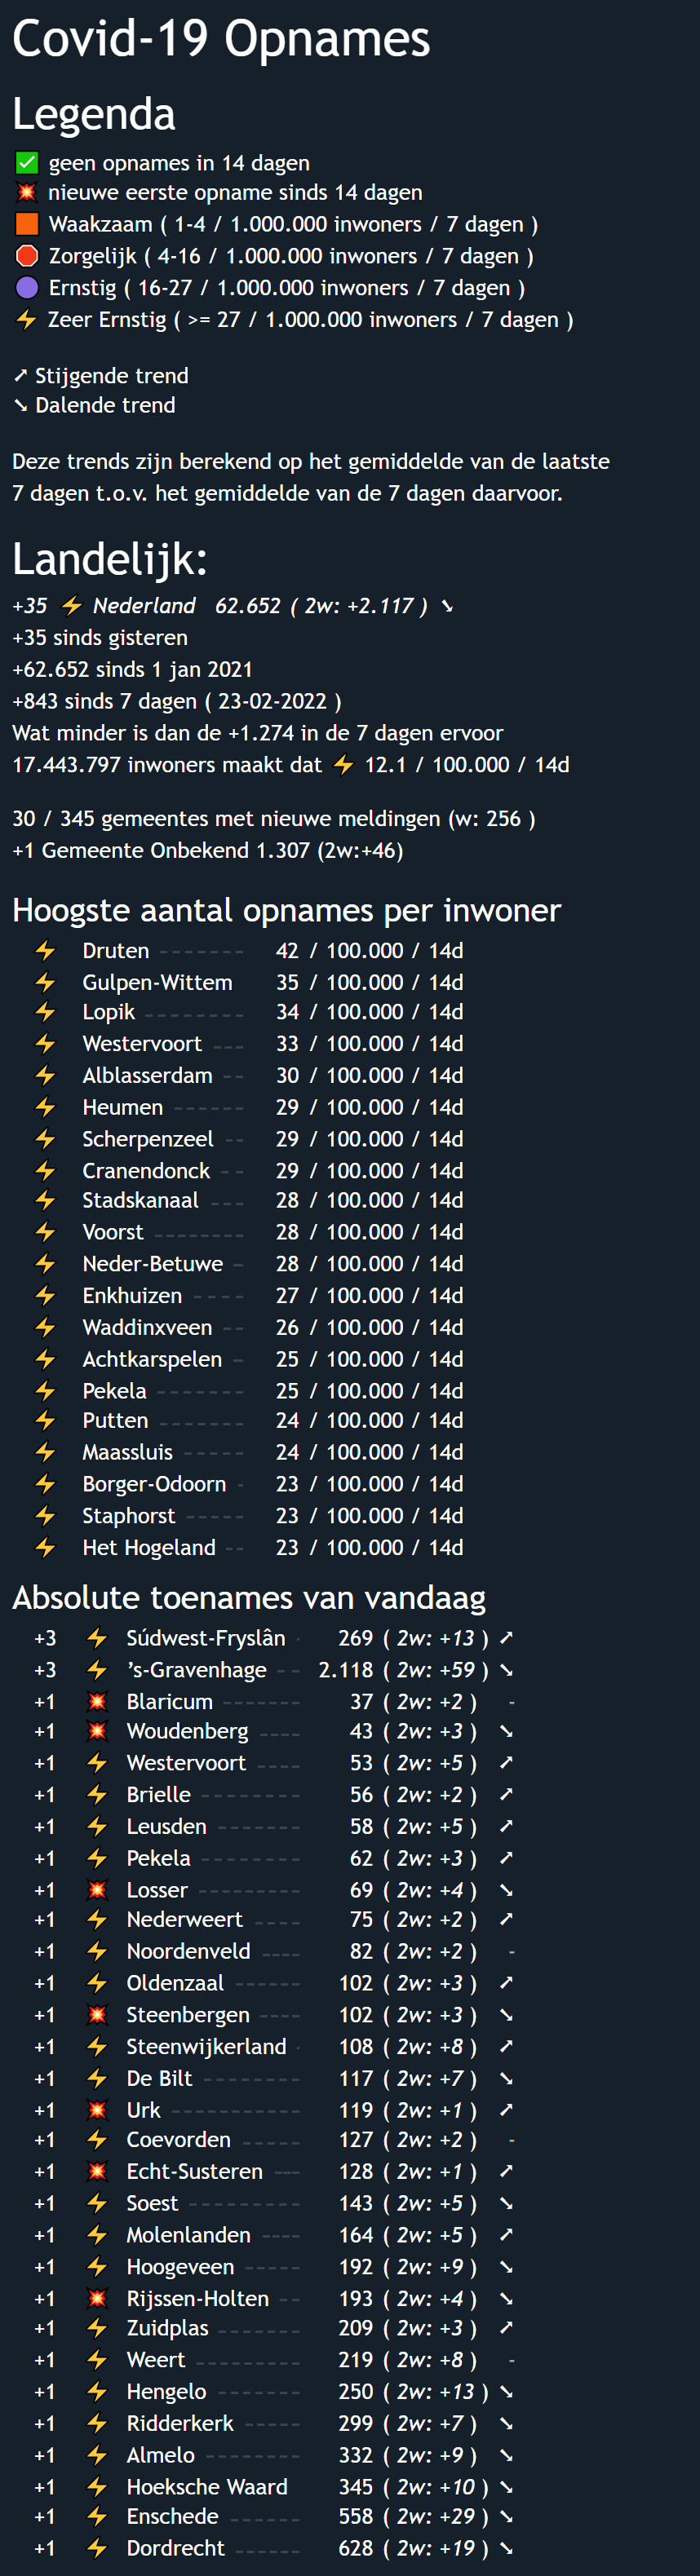 Covid-19 Opnames
Legenda
✅ geen opnames in 14 dagen
💥 nieuwe eerste opname sinds 14 dagen
🟧 Waakzaam ( 1-4 / 1.000.000 inwoners / 7 dagen )
🛑 Zorgelijk ( 4-16 / 1.000.000 inwoners / 7 dagen )
🟣 Ernstig ( 16-27 / 1.000.000 inwoners / 7 dagen )
⚡ Zeer Ernstig ( >= 27 / 1.000.000 inwoners / 7 dagen )
➚ Stijgende trend
➘ Dalende trend
Deze trends zijn berekend op het gemiddelde van de laatste
7 dagen t.o.v. het gemiddelde van de 7 dagen daarvoor.
Landelijk:
+35 ⚡ Nederland 62.652 ( 2w: +2.117 ) ➘
+35 sinds gisteren
+62.652 sinds 1 jan 2021
+843 sinds 7 dagen ( 23-02-2022 )
Wat minder is dan de +1.274 in de 7 dagen ervoor
17.443.797 inwoners maakt dat ⚡ 12.1 / 100.000 / 14d
30 / 345 gemeentes met nieuwe meldingen (w: 256 )
+1 Gemeente Onbekend 1.307 (2w:+46)
Hoogste aantal opnames per inwoner
⚡ Druten ------- 42 / 100.000 / 14d
⚡ Gulpen-Wittem 35 / 100.000 / 14d
⚡ Lopik -------- 34 / 100.000 / 14d
⚡ Westervoort --- 33 / 100.000 / 14d
⚡ Alblasserdam -- 30 / 100.000 / 14d
⚡ Heumen ------ 29 / 100.000 / 14d
⚡ Scherpenzeel -- 29 / 100.000 / 14d
⚡ Cranendonck -- 29 / 100.000 / 14d
⚡ Stadskanaal --- 28 / 100.000 / 14d
⚡ Voorst -------- 28 / 100.000 / 14d
⚡ Neder-Betuwe - 28 / 100.000 / 14d
⚡ Enkhuizen ---- 27 / 100.000 / 14d
⚡ Waddinxveen -- 26 / 100.000 / 14d
⚡ Achtkarspelen - 25 / 100.000 / 14d
⚡ Pekela ------- 25 / 100.000 / 14d
⚡ Putten ------- 24 / 100.000 / 14d
⚡ Maassluis ----- 24 / 100.000 / 14d
⚡ Borger-Odoorn - 23 / 100.000 / 14d
⚡ Staphorst ----- 23 / 100.000 / 14d
⚡ Het Hogeland -- 23 / 100.000 / 14d
Absolute toenames van vandaag
+3 ⚡ Súdwest-Fryslân - 269 ( 2w: +13 ) ➚
+3 ⚡ 's-Gravenhage -- 2.118 ( 2w: +59 ) ➘
+1 💥 Blaricum ------- 37 ( 2w: +2 ) -
+1 💥 Woudenberg ---- 43 ( 2w: +3 ) ➘
+1 ⚡ Westervoort ---- 53 ( 2w: +5 ) ➚
+1 ⚡ Brielle --------- 56 ( 2w: +2 ) ➚
+1 ⚡ Leusden ------- 58 ( 2w: +5 ) ➚
+1 ⚡ Pekela --------- 62 ( 2w: +3 ) ➚
+1 💥 Losser --------- 69 ( 2w: +4 ) ➘
+1 ⚡ Nederweert ---- 75 ( 2w: +2 ) ➚
+1 ⚡ Noordenveld ---- 82 ( 2w: +2 ) -
+1 ⚡ Oldenzaal ------ 102 ( 2w: +3 ) ➚
+1 💥 Steenbergen ---- 102 ( 2w: +3 ) ➘
+1 ⚡ Steenwijkerland - 108 ( 2w: +8 ) ➚
+1 ⚡ De Bilt -------- 117 ( 2w: +7 ) ➘
+1 💥 Urk ----------- 119 ( 2w: +1 ) ➚
+1 ⚡ Coevorden ----- 127 ( 2w: +2 ) -
+1 💥 Echt-Susteren --- 128 ( 2w: +1 ) ➚
+1 ⚡ Soest --------- 143 ( 2w: +5 ) ➘
+1 ⚡ Molenlanden ---- 164 ( 2w: +5 ) ➚
+1 ⚡ Hoogeveen ----- 192 ( 2w: +9 ) ➘
+1 💥 Rijssen-Holten -- 193 ( 2w: +4 ) ➘
+1 ⚡ Zuidplas ------- 209 ( 2w: +3 ) ➚
+1 ⚡ Weert --------- 219 ( 2w: +8 ) -
+1 ⚡ Hengelo ------- 250 ( 2w: +13 ) ➘
+1 ⚡ Ridderkerk ----- 299 ( 2w: +7 ) ➘
+1 ⚡ Almelo -------- 332 ( 2w: +9 ) ➘
+1 ⚡ Hoeksche Waard 345 ( 2w: +10 ) ➘
+1 ⚡ Enschede ------ 558 ( 2w: +29 ) ➘
+1 ⚡ Dordrecht ------ 628 ( 2w: +19 ) ➘